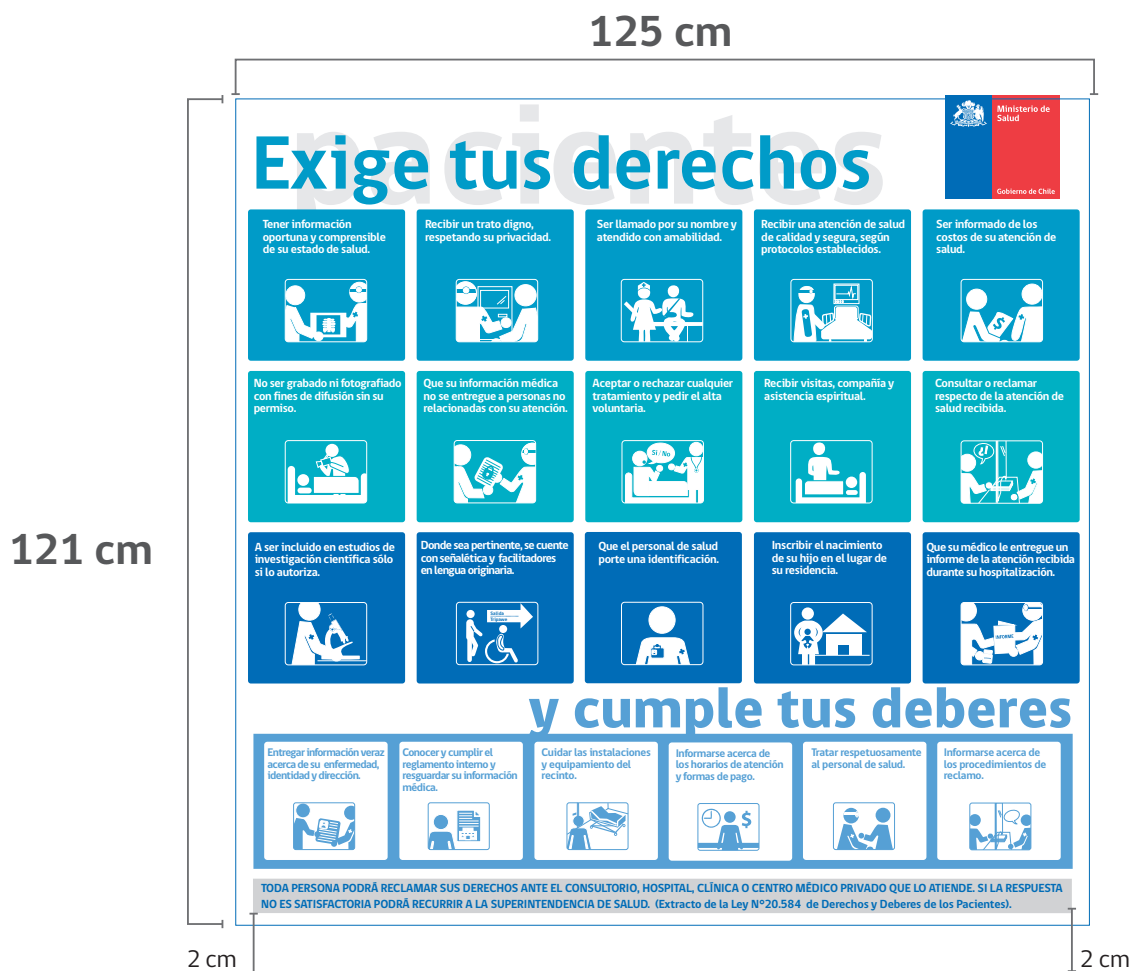 125 cm
Ministerio de
Salud
Gobierno de Chile
pacientes
Exige tus derechos
Tener información
oportuna y comprensible
de su estado de salud.
Recibir un trato digno,
respetando su privacidad.
Ser llamado por su nombre y
atendido con amabilidad.
Recibir una atención de salud
de calidad y segura, según
protocolos establecidos.
Ser informado de los
costos de su atención de
salud.
$
No ser grabado ni fotografiado
con fines de difusión sin su
permiso.
Que su información médica
no se entregue a personas no
relacionadas con su atención.
Aceptar o rechazar cualquier
tratamiento y pedir el alta
voluntaria.
Si/No
Recibir visitas, compañía y
asistencia espiritual.
Consultar o reclamar
respecto de la atención de
salud recibida.
¿!
121 cm
A ser incluido en estudios de
investigación científica sólo
si lo autoriza.
Donde sea pertinente, se cuente
con señalética y facilitadores
en lengua originaria.
Salida
Tripawe
Que el personal de salud
porte una identificación.
Inscribir el nacimiento
de su hijo en el lugar de
su residencia.
Que su médico le entregue un
informe de la atención recibida
durante su hospitalización.
INFORME
y cumple tus deberes
Entregar información veraz
acerca de su enfermedad,
identidad y dirección.
Conocer y cumplir el
reglamento interno y
resguardar su información
médica.
Cuidar las instalaciones
y equipamiento del
recinto.
Informarse acerca de
los horarios de atención
y formas de pago.
$
Tratar respetuosamente
al personal de salud.
Informarse acerca de
los procedimientos de
reclamo.
TODA PERSONA PODRÁ RECLAMAR SUS DERECHOS ANTE EL CONSULTORIO, HOSPITAL, CLÍNICA O CENTRO MÉDICO PRIVADO QUE LO ATIENDE. SI LA RESPUESTA
NO ES SATISFACTORIA PODRÁ RECURRIR A LA SUPERINTENDENCIA DE SALUD. (Extracto de la Ley Nº20.584 de Derechos y Deberes de los Pacientes).
2 cm
2 cm